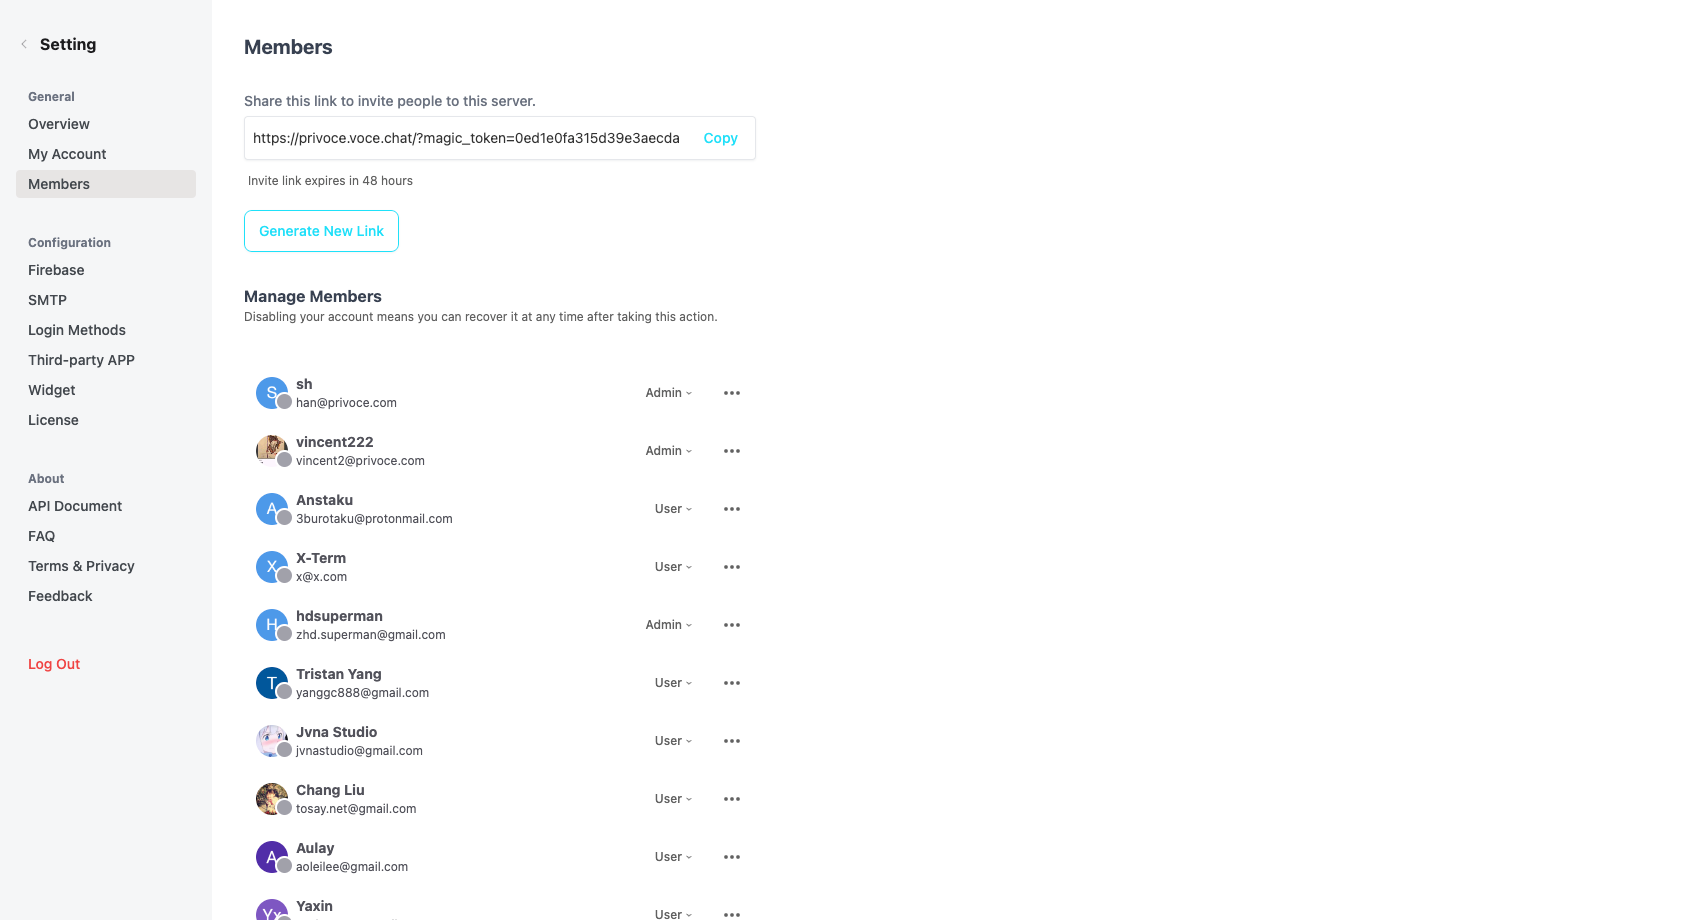 Setting
General
Overview
My Account
Members
Configuration
Firebase
SMTP
Login Methods
Third-party APP
Widget
License
About
API Document
FAQ
Terms & Privacy
Feedback
Log Out
Members
Share this link to invite people to this server.
https://privoce.voce.chat/?magic_token=0ed1e0fa315d39e3aecda Copy
Invite link expires in 48 hours
Generate New Link
Manage Members
Disabling your account means you can recover it at any time after taking this action.
S sh Admin
han@privoce.com
vincent222 Admin
vincent2@privoce.com
A Anstaku User
3burotaku@protonmail.com
X X-Term User
x@x.com
H hdsuperman Admin
zhd.superman@gmail.com
T Tristan Yang User
yanggc888@gmail.com
Jvna Studio User
jvnastudio@gmail.com
Chang Liu User
tosay.net@gmail.com
A Aulay User
aoleilee@gmail.com
Yx Yaxin User